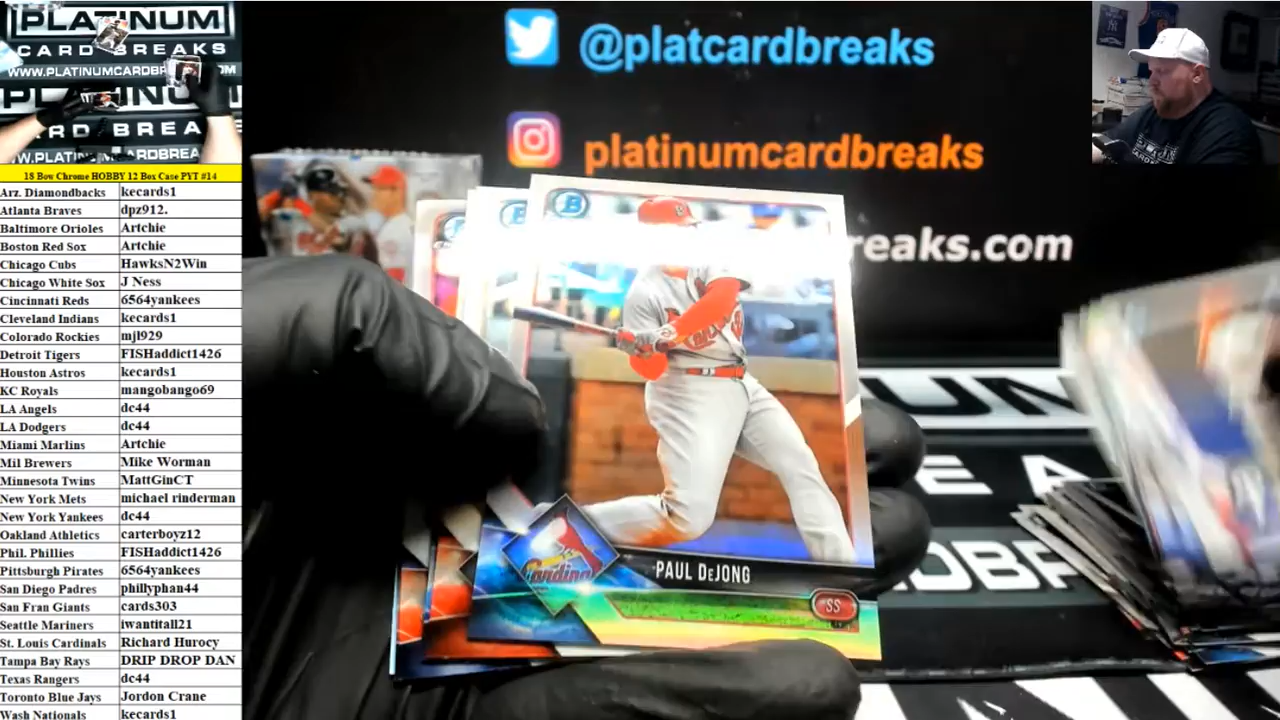 PLATINUM
CARD BREAKS
@platcardbreaks
platinumcardbreaks
reaks.com
18 Bow Chrome HOBBY 12 Box Case PYT #14
Arz. Diamondbacks kecards1
Atlanta Braves dpz912.
Baltimore Orioles Artchie
Boston Red Sox Artchie
Chicago Cubs HawksN2Win
Chicago White Sox J Ness
Cincinnati Reds 6564yankees
Cleveland Indians kecards1
Colorado Rockies mjl929
Detroit Tigers FISHaddict1426
Houston Astros kecards1
KC Royals mangobango69
LA Angels dc44
LA Dodgers dc44
Miami Marlins Artchie
Mil Brewers Mike Worman
Minnesota Twins MattGinCT
New York Mets michael rinderman
New York Yankees dc44
Oakland Athletics carterboyz12
Phil. Phillies FISHaddict1426
Pittsburgh Pirates 6564yankees
San Diego Padres phillyphan44
San Fran Giants cards303
Seattle Mariners iwantitall21
St. Louis Cardinals Richard Hurocy
Tampa Bay Rays DRIP DROP DAN
Texas Rangers dc44
Toronto Blue Jays Jordon Crane
Wash Nationals kecards1
B
PAUL DeJONG
SS
Cardinals
UN
E A